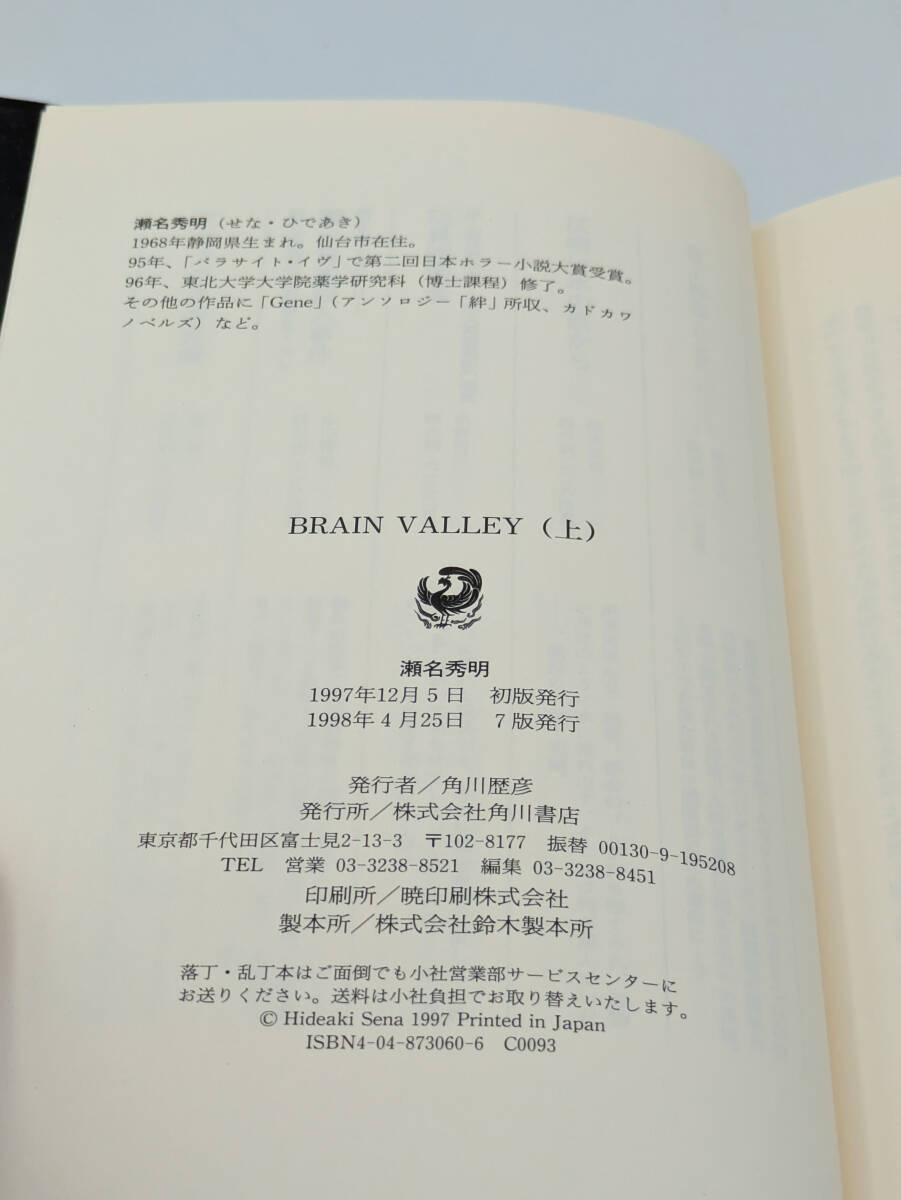 瀬名秀明（せな・ひであき）
1968年静岡県生まれ。仙台市在住。
95年、「パラサイト・イヴ」で第二回日本ホラー小説大賞受賞。
96年、東北大学大学院薬学研究科（博士課程）修了。
その他の作品に「Gene」（アンソロジー「絆」所収、カドカワ
ノベルズ）など。
BRAIN VALLEY（上）
瀬名秀明
1997年12月5日　初版発行
1998年4月25日　7版発行
発行者／角川歴彦
発行所／株式会社角川書店
東京都千代田区富士見2-13-3　〒102-8177　振替 00130-9-195208
TEL　営業 03-3238-8521　編集 03-3238-8451
印刷所／暁印刷株式会社
製本所／株式会社鈴木製本所
落丁・乱丁本はご面倒でも小社営業部サービスセンターに
お送りください。送料は小社負担でお取り替えいたします。
© Hideaki Sena 1997 Printed in Japan
ISBN4-04-873060-6　C0093